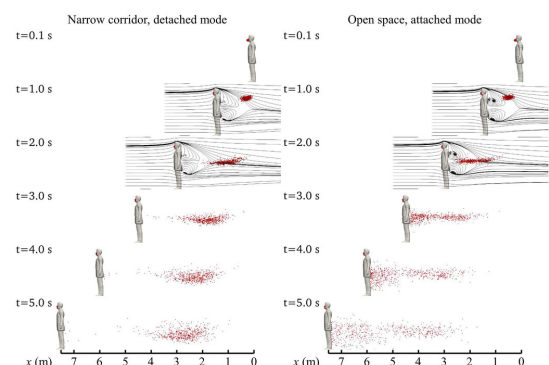 Narrow corridor, detached mode
Open space, attached mode
t=0.1 s
t=0.1 s
t=1.0 s
t=1.0 s
t=2.0 s
t=2.0 s
t=3.0 s
t=3.0 s
t=4.0 s
t=4.0 s
t=5.0 s
t=5.0 s
x (m) 7 6 5 4 3 2 1 0
x (m) 7 6 5 4 3 2 1 0